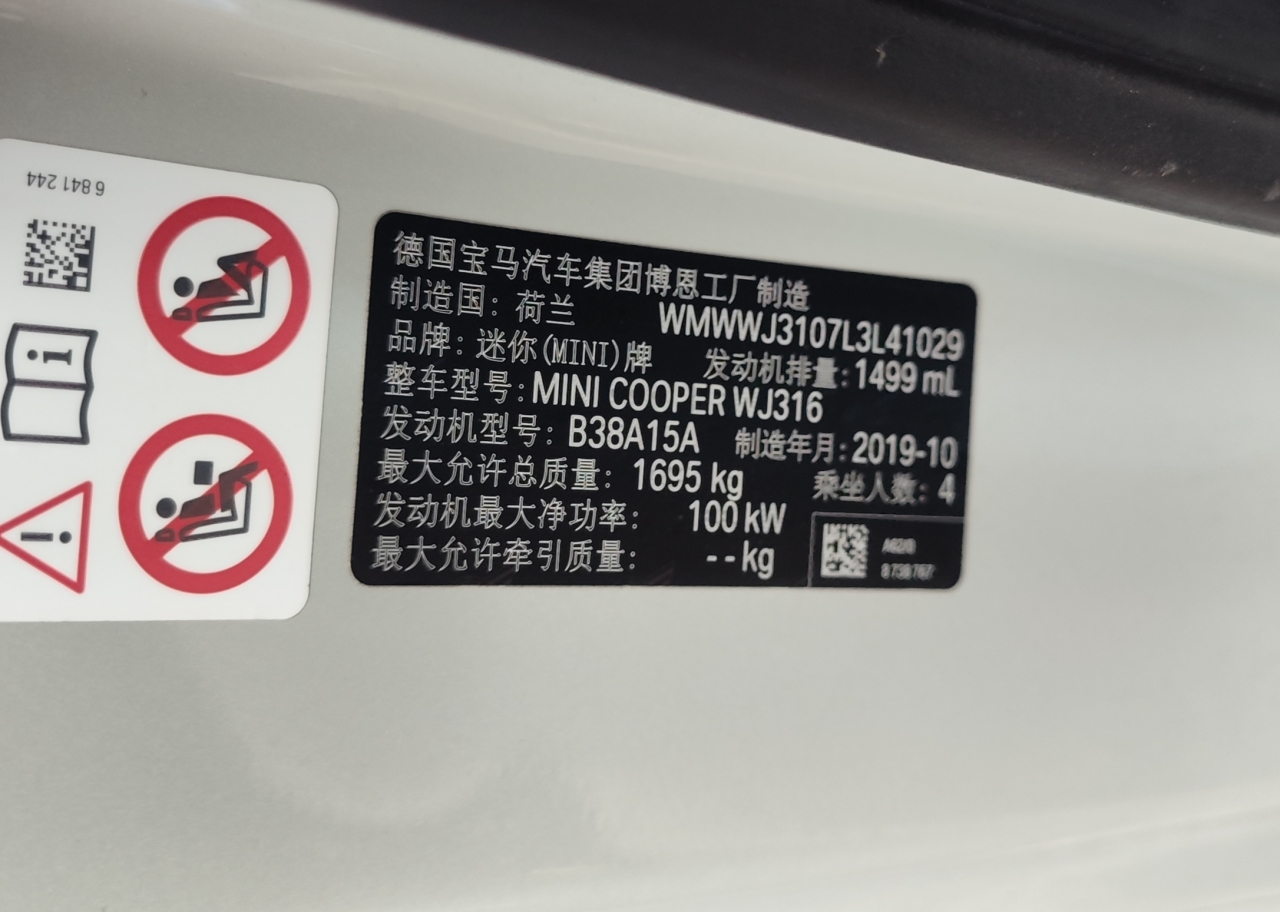 6 841 244
德国宝马汽车集团博恩工厂制造
制造国：荷兰 WMWWJ3107L3L41029
品牌：迷你(MINI)牌 发动机排量：1499 mL
整车型号：MINI COOPER WJ316
发动机型号：B38A15A 制造年月：2019-10
最大允许总质量：1695 kg 乘坐人数：4
发动机最大净功率：100 kW
最大允许牵引质量：--kg
8738767